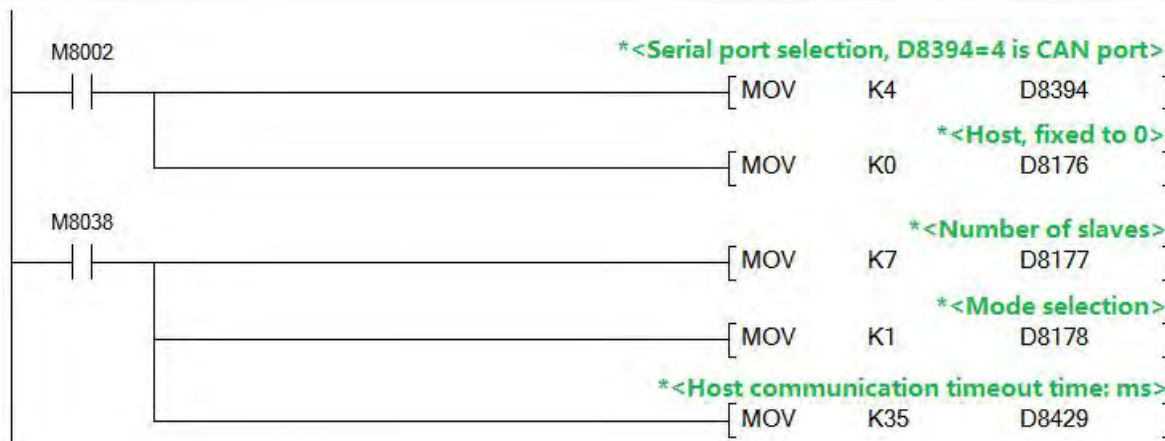 M8002
*<Serial port selection, D8394=4 is CAN port>
[ MOV K4 D8394 ]
*<Host, fixed to 0>
[ MOV K0 D8176 ]
M8038
*<Number of slaves>
[ MOV K7 D8177 ]
*<Mode selection>
[ MOV K1 D8178 ]
*<Host communication timeout time: ms>
[ MOV K35 D8429 ]